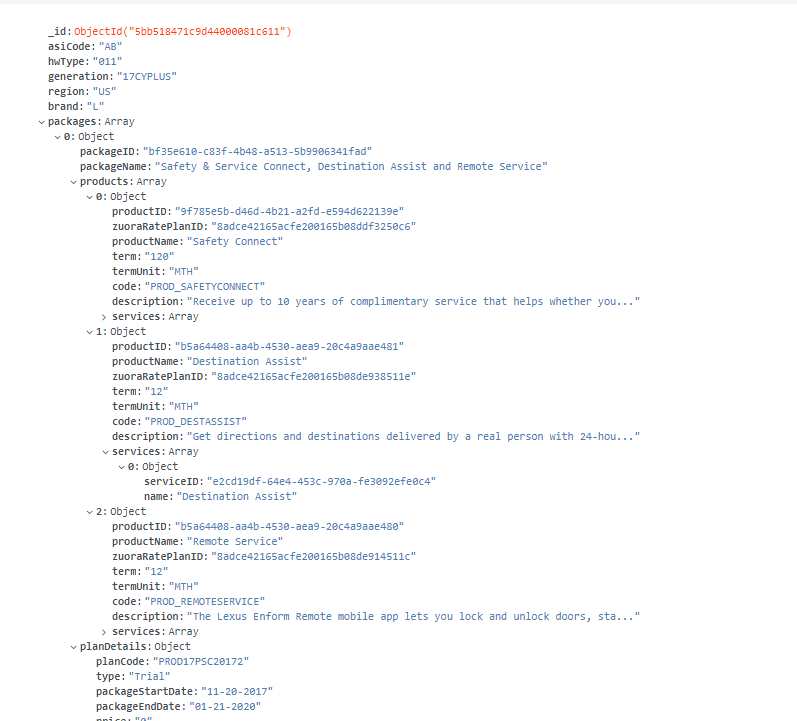 _id: ObjectId("5bb518471c9d44000081c611")
asiCode: "AB"
hwType: "011"
generation: "17CYPLUS"
region: "US"
brand: "L"
packages: Array
0: Object
packageID: "bf35e610-c83f-4b48-a513-5b9906341fad"
packageName: "Safety & Service Connect, Destination Assist and Remote Service"
products: Array
0: Object
productID: "9f785e5b-d46d-4b21-a2fd-e594d622139e"
zuoraRatePlanID: "8adce42165acfe200165b08ddf3250c6"
productName: "Safety Connect"
term: "120"
termUnit: "MTH"
code: "PROD_SAFETYCONNECT"
description: "Receive up to 10 years of complimentary service that helps whether you..."
services: Array
1: Object
productID: "b5a64408-aa4b-4530-aea9-20c4a9aae481"
productName: "Destination Assist"
zuoraRatePlanID: "8adce42165acfe200165b08de938511e"
term: "12"
termUnit: "MTH"
code: "PROD_DESTASSIST"
description: "Get directions and destinations delivered by a real person with 24-hou..."
services: Array
0: Object
serviceID: "e2cd19df-64e4-453c-970a-fe3092efe0c4"
name: "Destination Assist"
2: Object
productID: "b5a64408-aa4b-4530-aea9-20c4a9aae480"
productName: "Remote Service"
zuoraRatePlanID: "8adce42165acfe200165b08de914511c"
term: "12"
termUnit: "MTH"
code: "PROD_REMOTESERVICE"
description: "The Lexus Enform Remote mobile app lets you lock and unlock doors, sta..."
services: Array
planDetails: Object
planCode: "PROD17PSC20172"
type: "Trial"
packageStartDate: "11-20-2017"
packageEndDate: "01-21-2020"
price: "0"